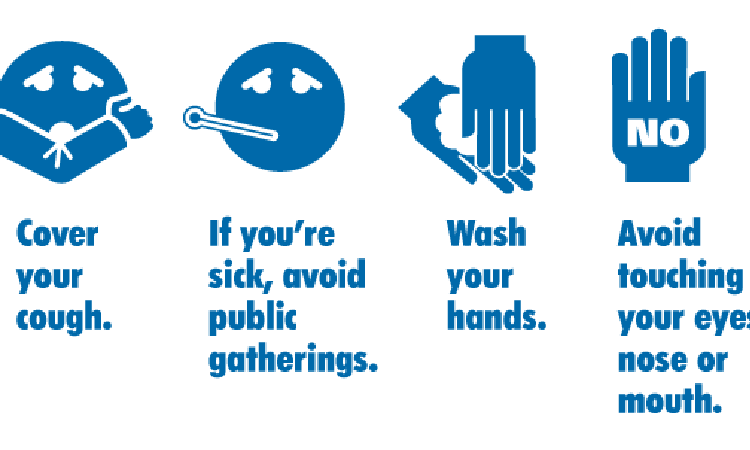 NO
Cover
your
cough.
If you're
sick, avoid
public
gatherings.
Wash
your
hands.
Avoid
touching
your eyes
nose or
mouth.